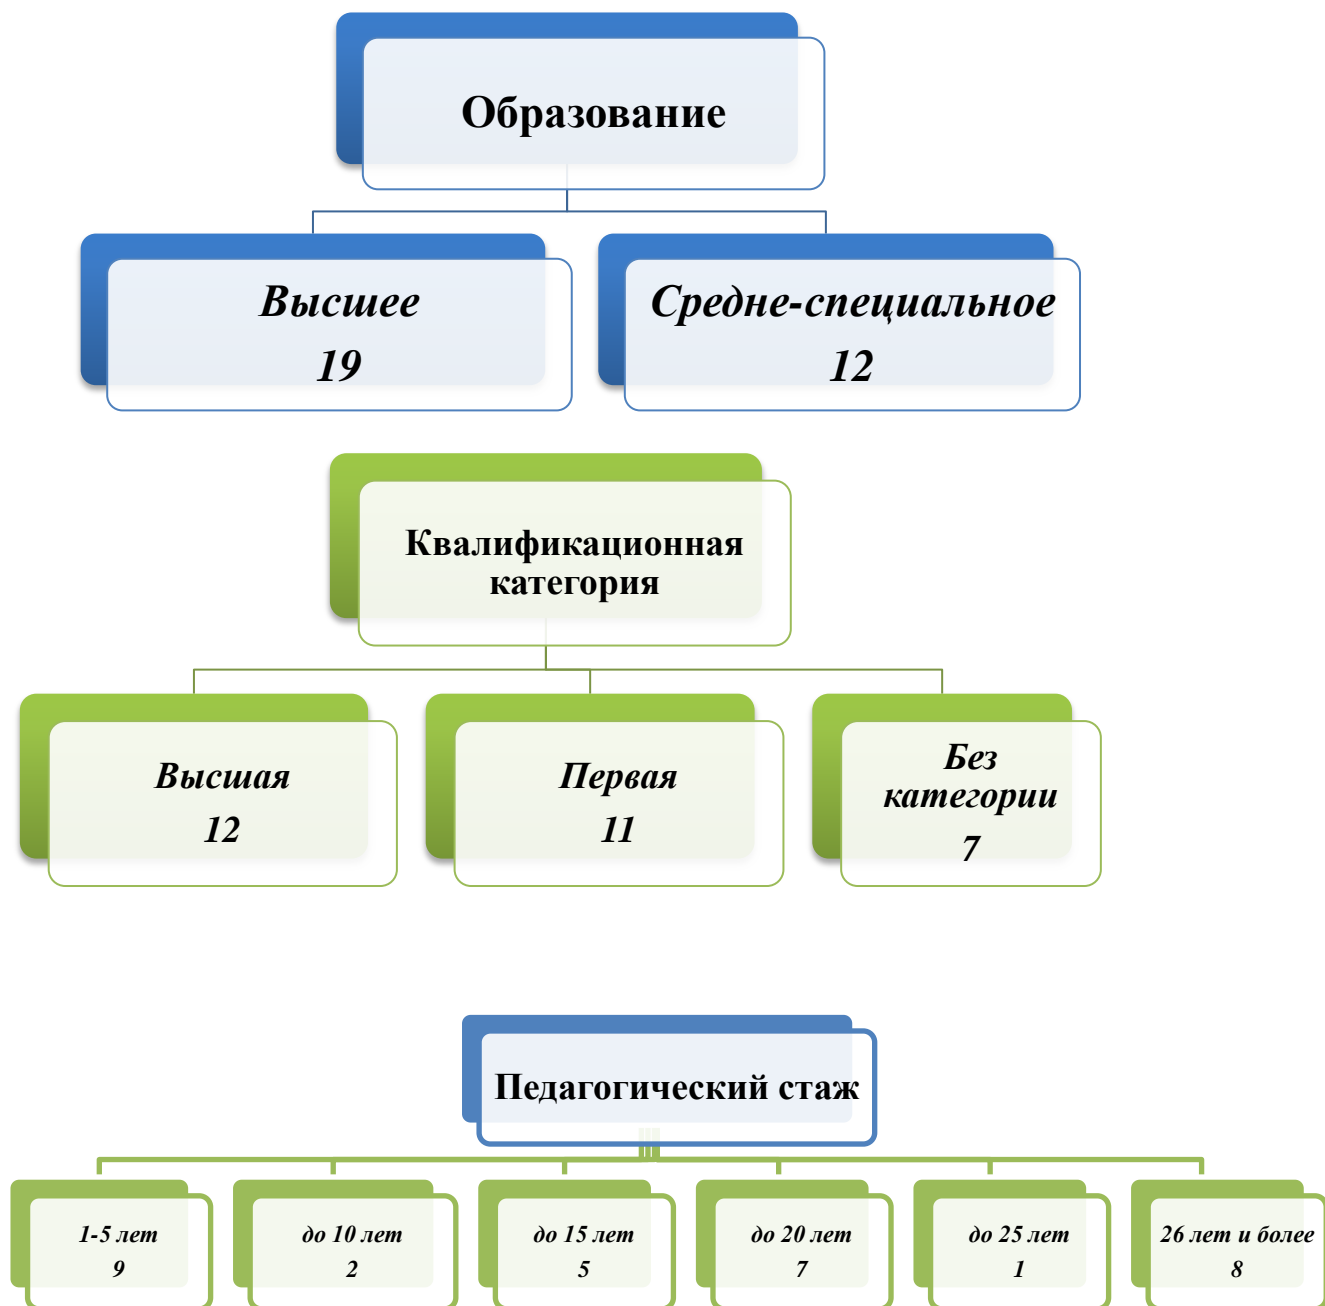 Образование
Высшее
19
Средне-специальное
12
Квалификационная
категория
Высшая
12
Первая
11
Без
категории
7
Педагогический стаж
1-5 лет
9
до 10 лет
2
до 15 лет
5
до 20 лет
7
до 25 лет
1
26 лет и более
8